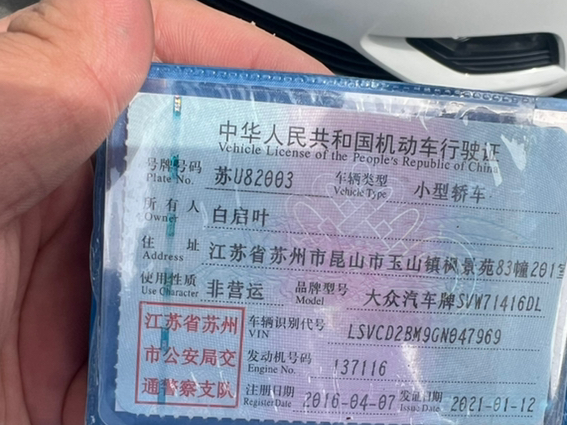 中华人民共和国机动车行驶证
Vehicle License of the People's Republic of China
号牌号码 苏U82003 车辆类型 小型轿车
Plate No. Vehicle Type
所有人 白启叶
Owner
住址 江苏省苏州市昆山市玉山镇枫景苑83幢201室
Address
使用性质 非营运 品牌型号 大众汽车牌SVW71416DL
Use Character Model
江苏省苏州
市公安局交
通警察支队
车辆识别代号 LSVCD2BM9GN047969
VIN
发动机号码 137116
Engine No.
注册日期 2016-04-07 发证日期 2021-01-12
Register Date Issue Date